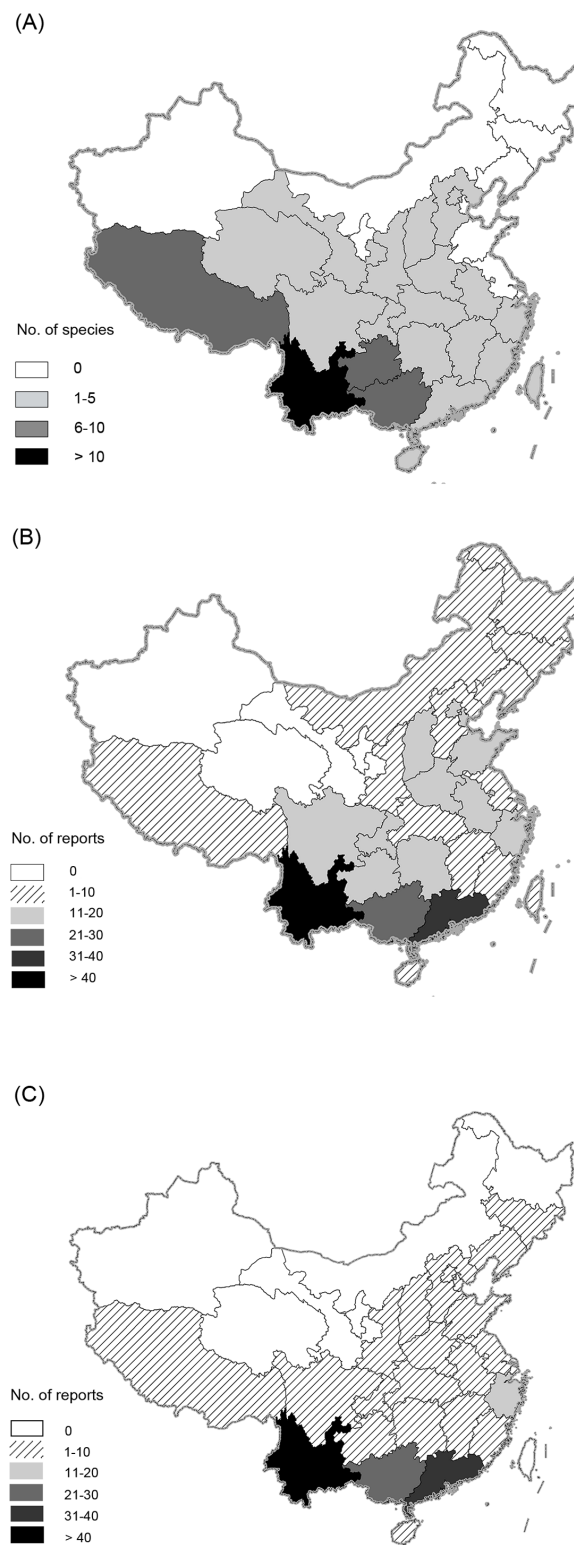 (A)
No. of species
0
1-5
6-10
> 10
(B)
No. of reports
0
1-10
11-20
21-30
31-40
> 40
(C)
No. of reports
0
1-10
11-20
21-30
31-40
> 40